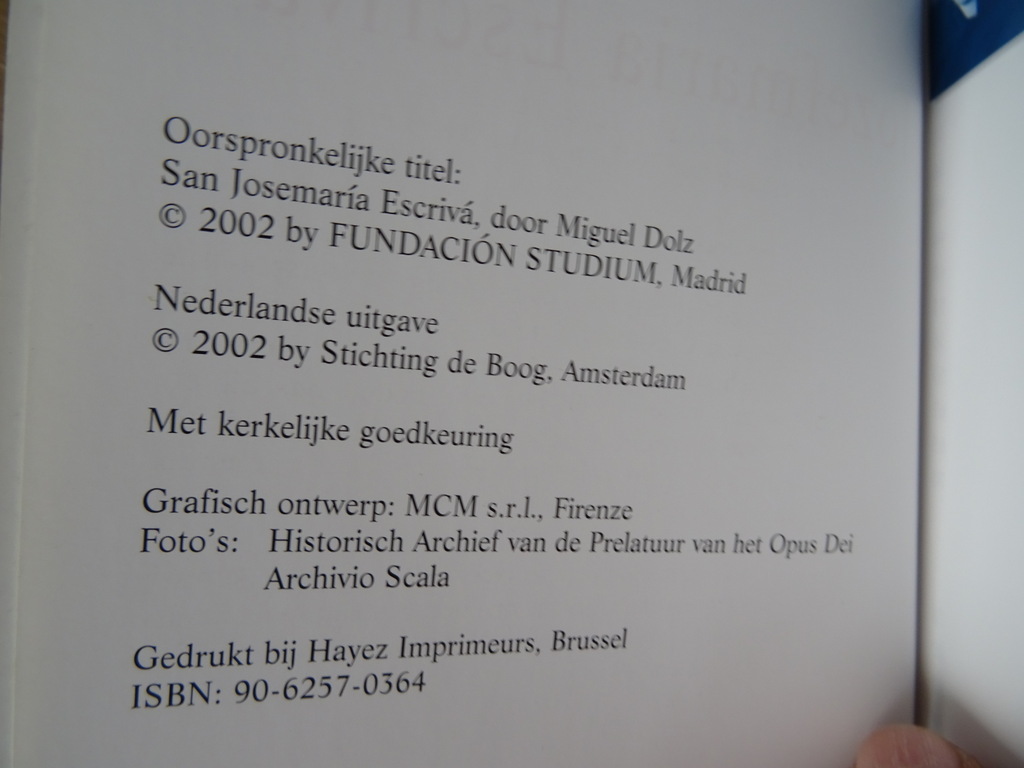 Oorspronkelijke titel:
San Josemaría Escrivá, door Miguel Dolz
© 2002 by FUNDACIÓN STUDIUM, Madrid
Nederlandse uitgave
© 2002 by Stichting de Boog, Amsterdam
Met kerkelijke goedkeuring
Grafisch ontwerp: MCM s.r.l., Firenze
Foto's: Historisch Archief van de Prelatuur van het Opus Dei
Archivio Scala
Gedrukt bij Hayez Imprimeurs, Brussel
ISBN: 90-6257-0364